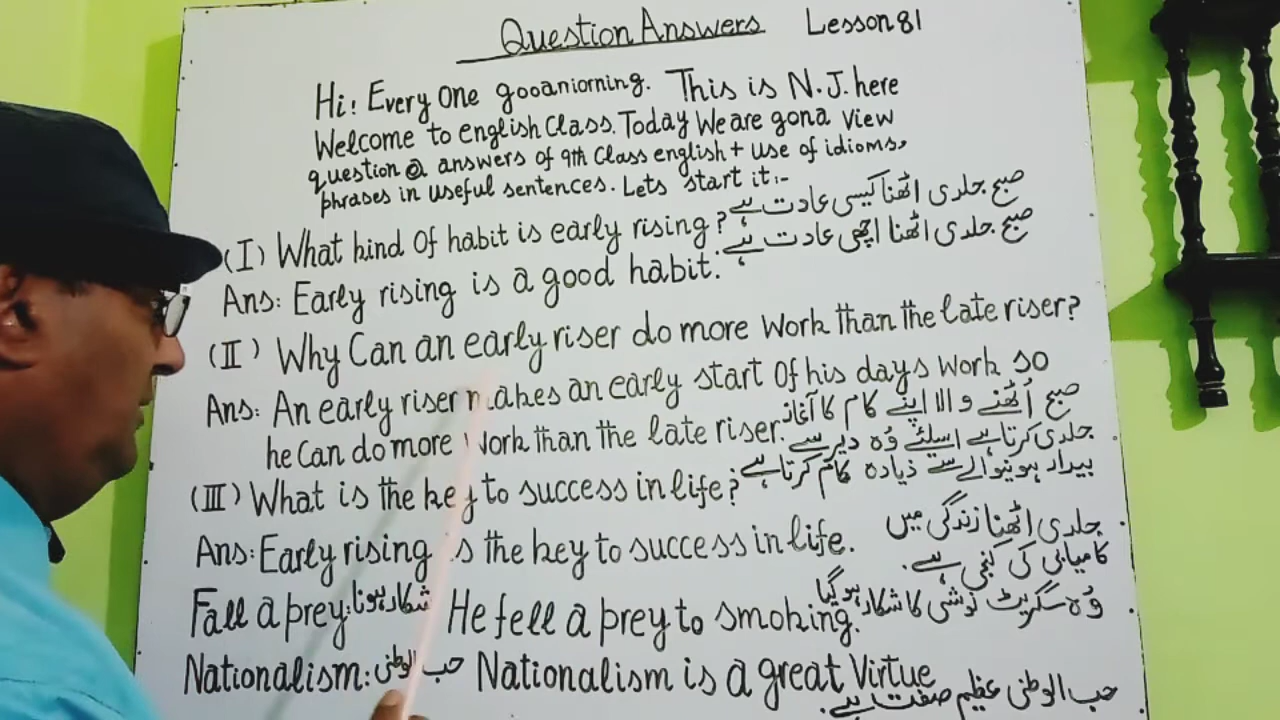 Question Answers Lesson 81
Hi! Every One gooaniorning. This is N.J. here
Welcome to english Class. Today We are gona view
question @ answers of 9th Class english + use of idioms,
phrases in useful sentences. Lets start it:-
صبح جلدی اٹھنا کیسی عادت ہے
(I) What kind Of habit is early rising?
صبح جلدی اٹھنا اچھی عادت ہے
Ans: Early rising is a good habit.
(II) Why Can an early riser do more work than the late riser?
Ans: An early riser makes an early start Of his days work so
صبح اُٹھنے والا اپنے کام کا آغاز
he Can do more work than the late riser.
جلدی کرتا ہے اسلئے وُہ دیر سے
بیدار ہونیوالے سے ذیادہ کام کرتا ہے
(III) What is the key to success in life?
Ans: Early rising is the key to success in life.
جلدی اٹھنا زندگی میں
کامیابی کی کنجی ہے.
Fall a prey: شکار ہونا He fell a prey to smoking.
وُہ سگریٹ نوشی کا شکار ہو گیا
Nationalism: حب الوطنی Nationalism is a great Virtue
حب الوطنی عظیم صفت ہے.